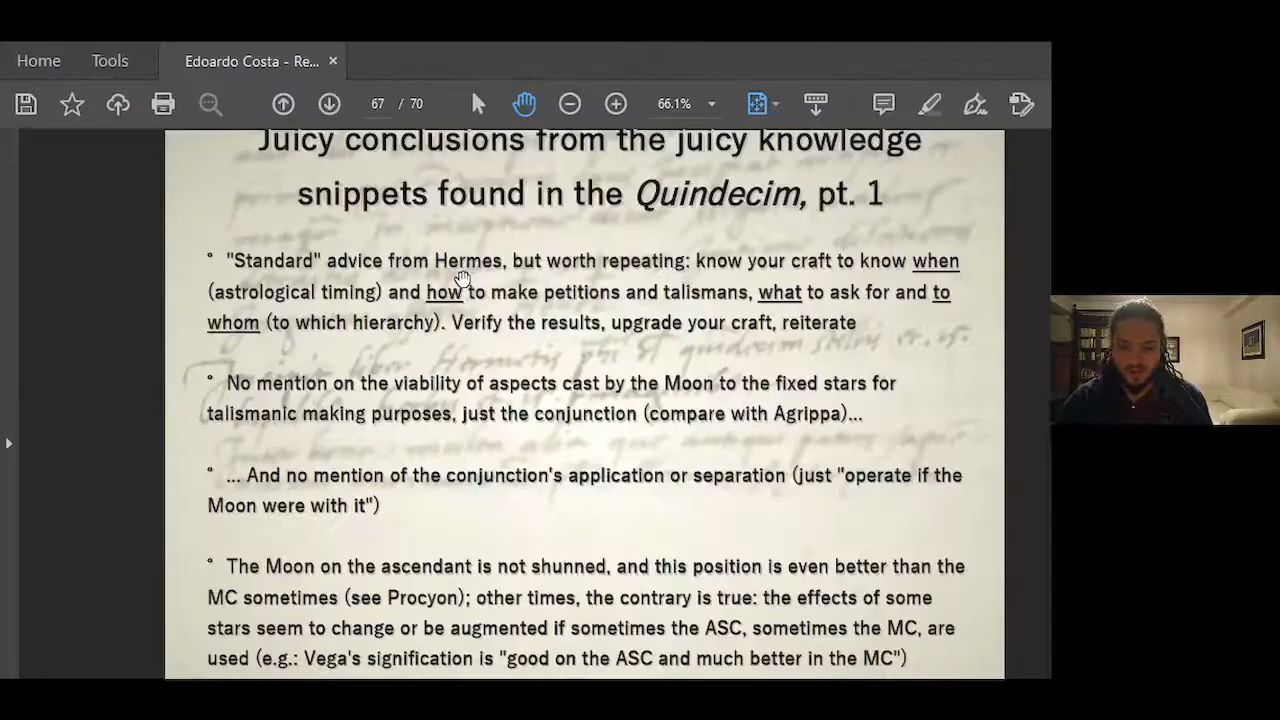 Home Tools Edoardo Costa - Re... ×
67 / 70 66.1%
Juicy conclusions from the juicy knowledge
snippets found in the Quindecim, pt. 1
° "Standard" advice from Hermes, but worth repeating: know your craft to know when
(astrological timing) and how to make petitions and talismans, what to ask for and to
whom (to which hierarchy). Verify the results, upgrade your craft, reiterate
° No mention on the viability of aspects cast by the Moon to the fixed stars for
talismanic making purposes, just the conjunction (compare with Agrippa)...
° ... And no mention of the conjunction's application or separation (just "operate if the
Moon were with it")
° The Moon on the ascendant is not shunned, and this position is even better than the
MC sometimes (see Procyon); other times, the contrary is true: the effects of some
stars seem to change or be augmented if sometimes the ASC, sometimes the MC, are
used (e.g.: Vega's signification is "good on the ASC and much better in the MC")